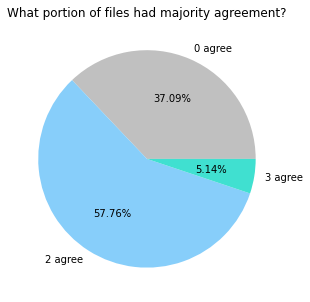 What portion of files had majority agreement?
0 agree
37.09%
5.14%
3 agree
57.76%
2 agree